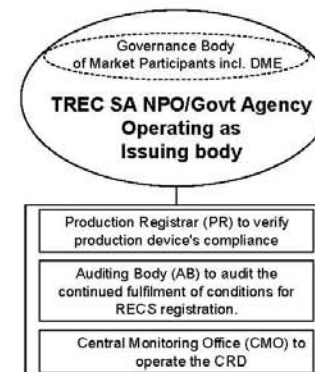 Governance Body
of Market Participants incl. DME
TREC SA NPO/Govt Agency
Operating as
Issuing body
Production Registrar (PR) to verify
production device's compliance
Auditing Body (AB) to audit the
continued fulfilment of conditions for
RECS registration.
Central Monitoring Office (CMO) to
operate the CRD